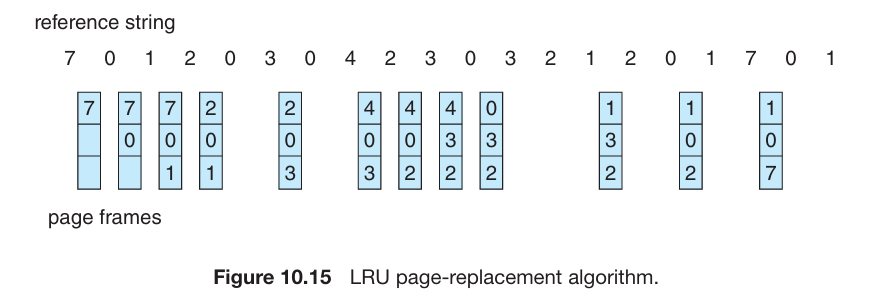 reference string
7 0 1 2 0 3 0 4 2 3 0 3 2 1 2 0 1 7 0 1
7 7 7 2 2 4 4 4 0 1 1 1
0 0 0 0 0 0 3 3 3 0 0
1 1 3 3 2 2 2 2 2 7
page frames
Figure 10.15 LRU page-replacement algorithm.